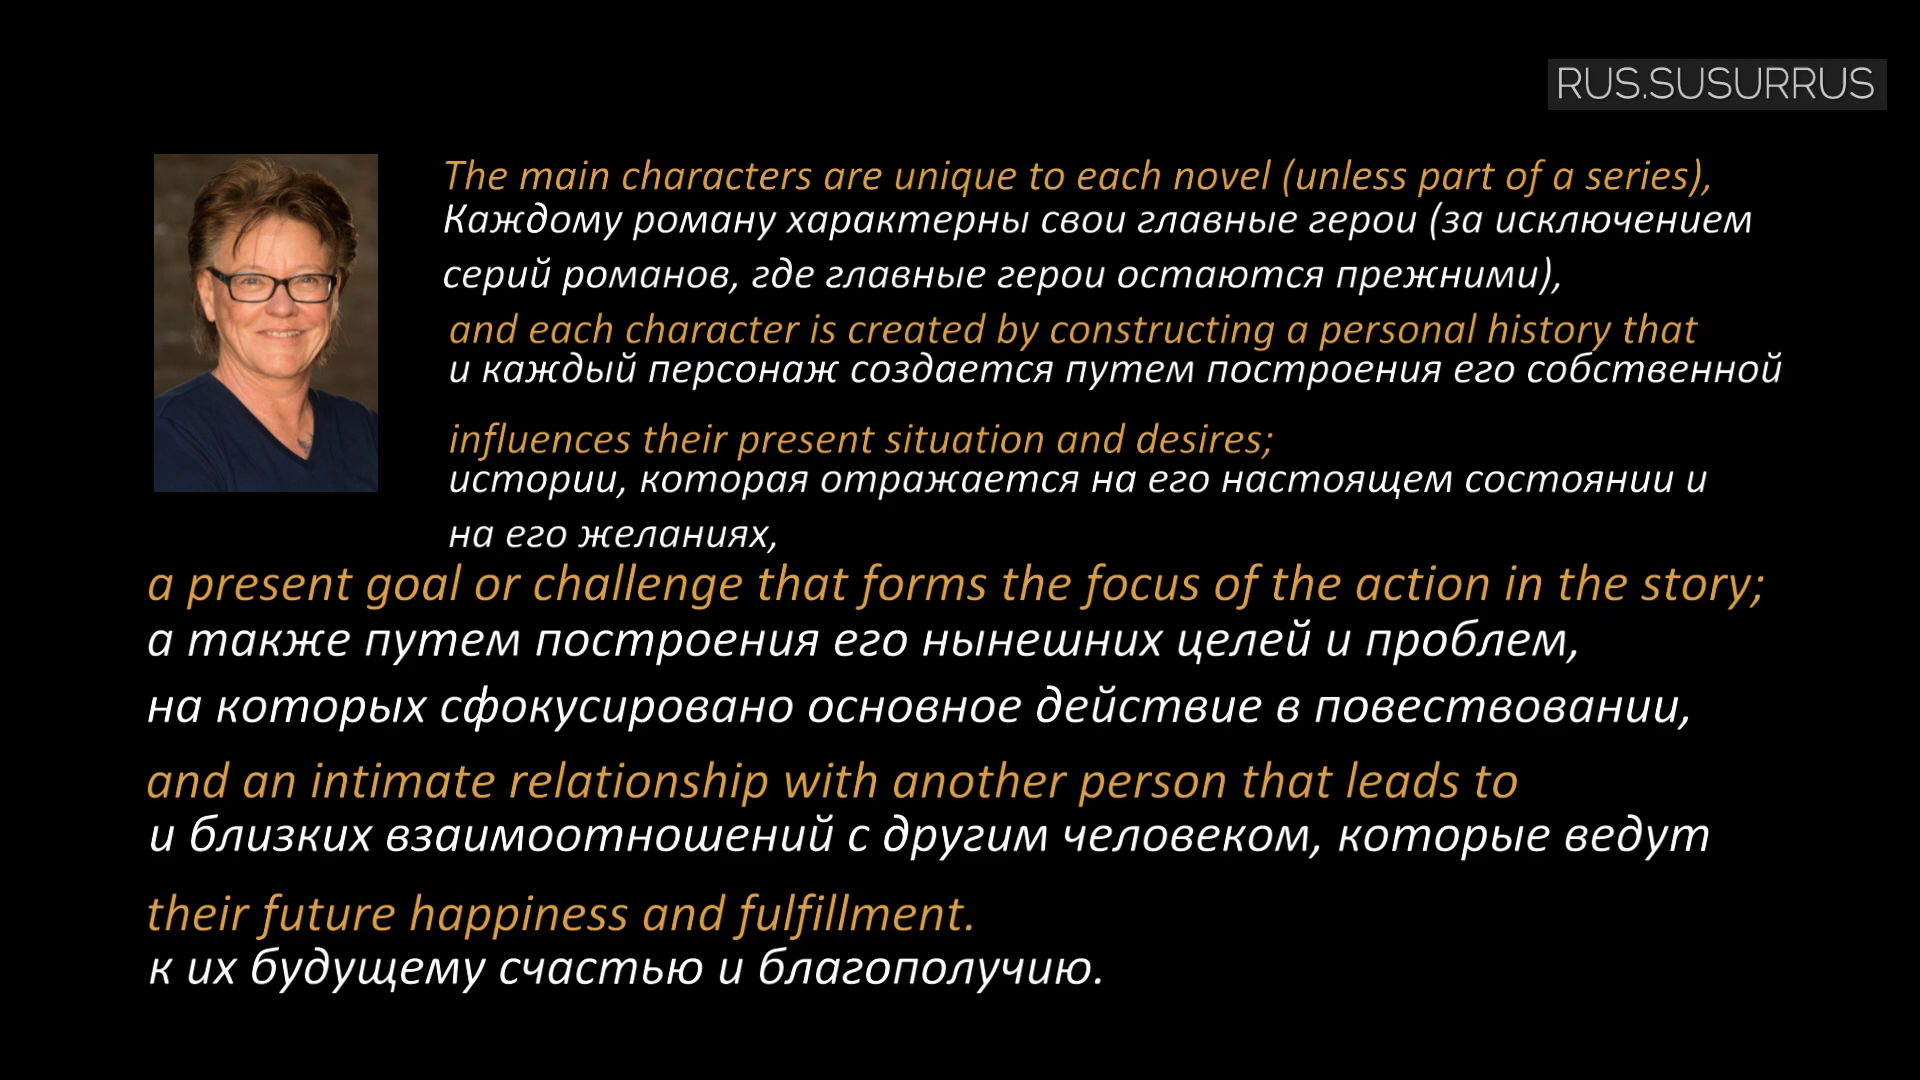 RUS.SUSURRUS
The main characters are unique to each novel (unless part of a series),
Каждому роману характерны свои главные герои (за исключением
серий романов, где главные герои остаются прежними),
and each character is created by constructing a personal history that
и каждый персонаж создается путем построения его собственной
influences their present situation and desires;
истории, которая отражается на его настоящем состоянии и
на его желаниях,
a present goal or challenge that forms the focus of the action in the story;
а также путем построения его нынешних целей и проблем,
на которых сфокусировано основное действие в повествовании,
and an intimate relationship with another person that leads to
и близких взаимоотношений с другим человеком, которые ведут
their future happiness and fulfillment.
к их будущему счастью и благополучию.